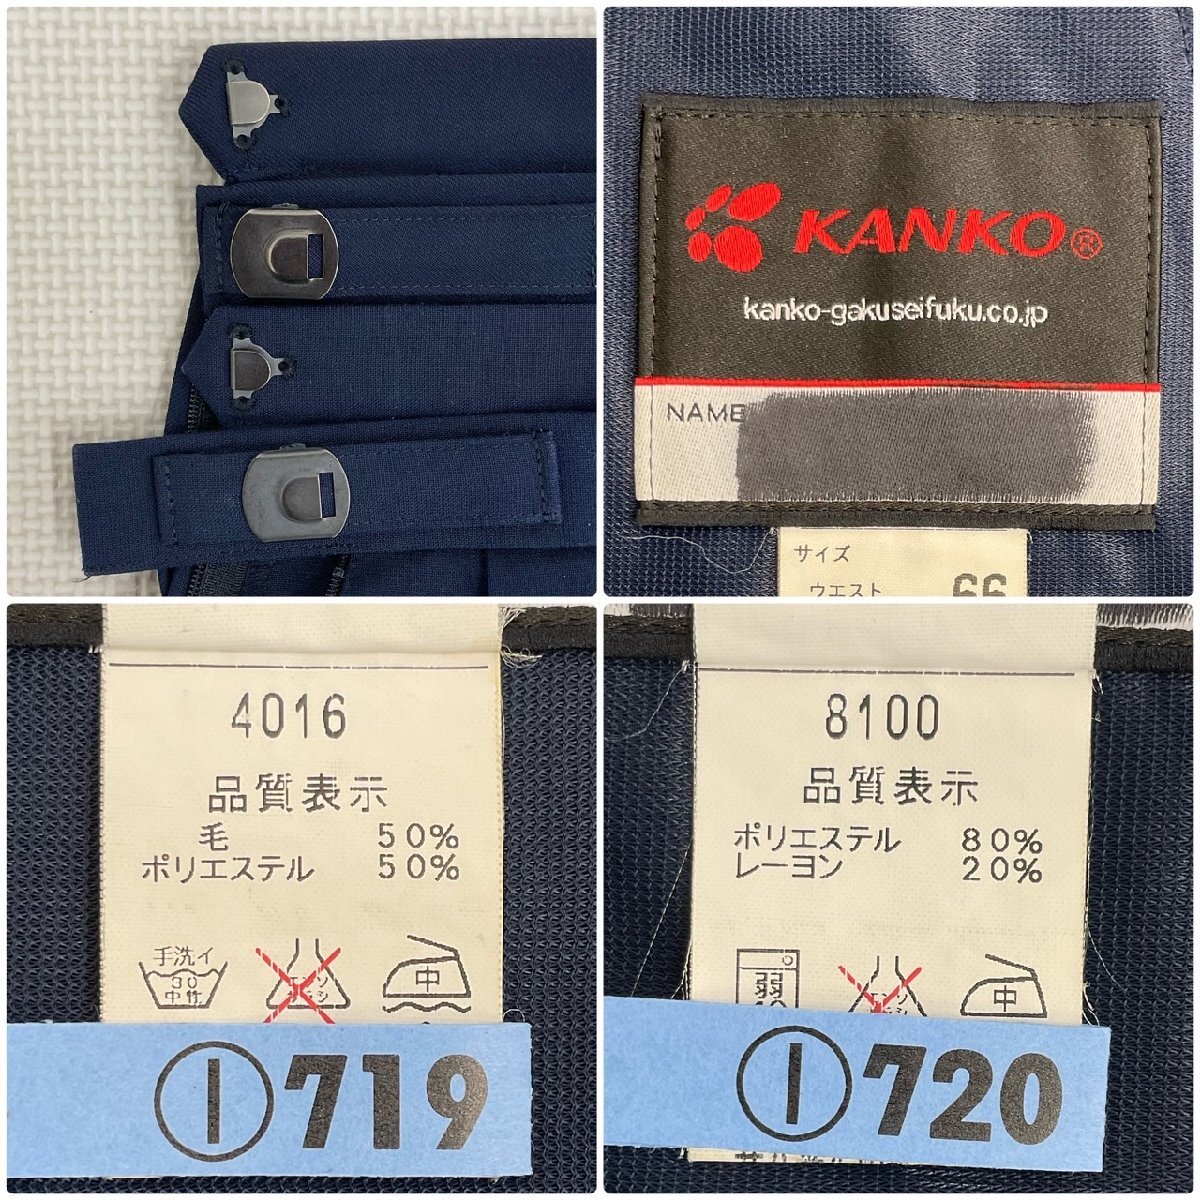 KANKO®
kanko-gakuseifuku.co.jp
NAME
サイズ
ウエスト 66
4016
品質表示
毛 50%
ポリエステル 50%
手洗イ
30
中性
中
①719
8100
品質表示
ポリエステル 80%
レーヨン 20%
弱
中
①720